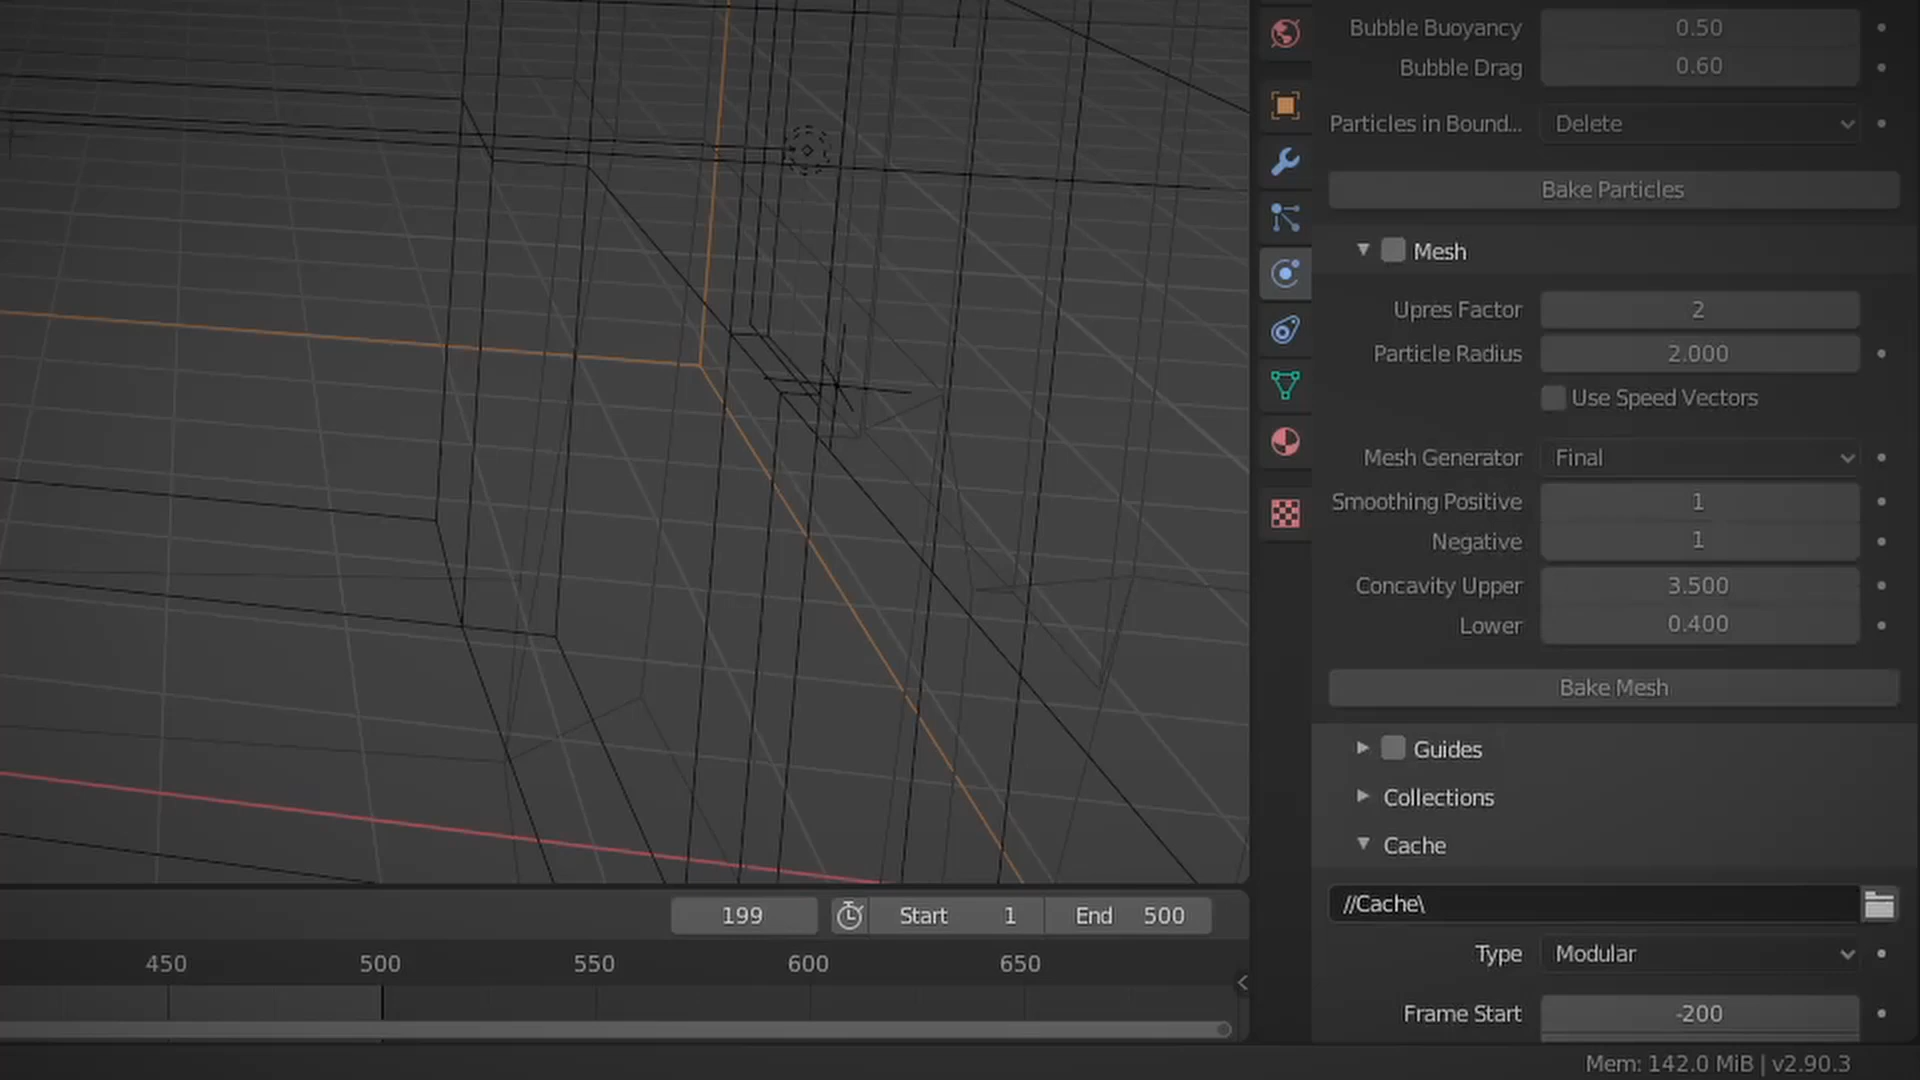 Bubble Buoyancy 0.50
Bubble Drag 0.60
Particles in Bound... Delete
Bake Particles
Mesh
Upres Factor 2
Particle Radius 2.000
Use Speed Vectors
Mesh Generator Final
Smoothing Positive 1
Negative 1
Concavity Upper 3.500
Lower 0.400
Bake Mesh
Guides
Collections
Cache
//Cache\
199 Start 1 End 500
Type Modular
450 500 550 600 650
Frame Start -200
Mem: 142.0 MiB | v2.90.3